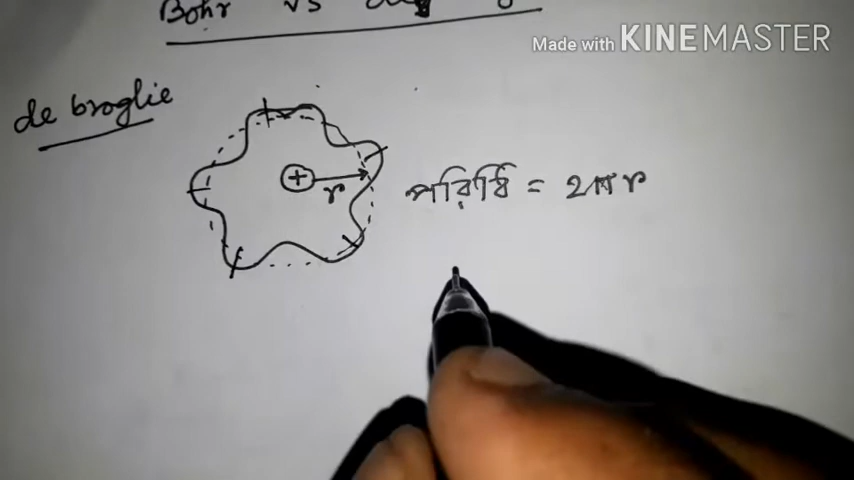 Bohr vs
Made with KINEMASTER
de broglie
+
r
পরিধি = 2πr